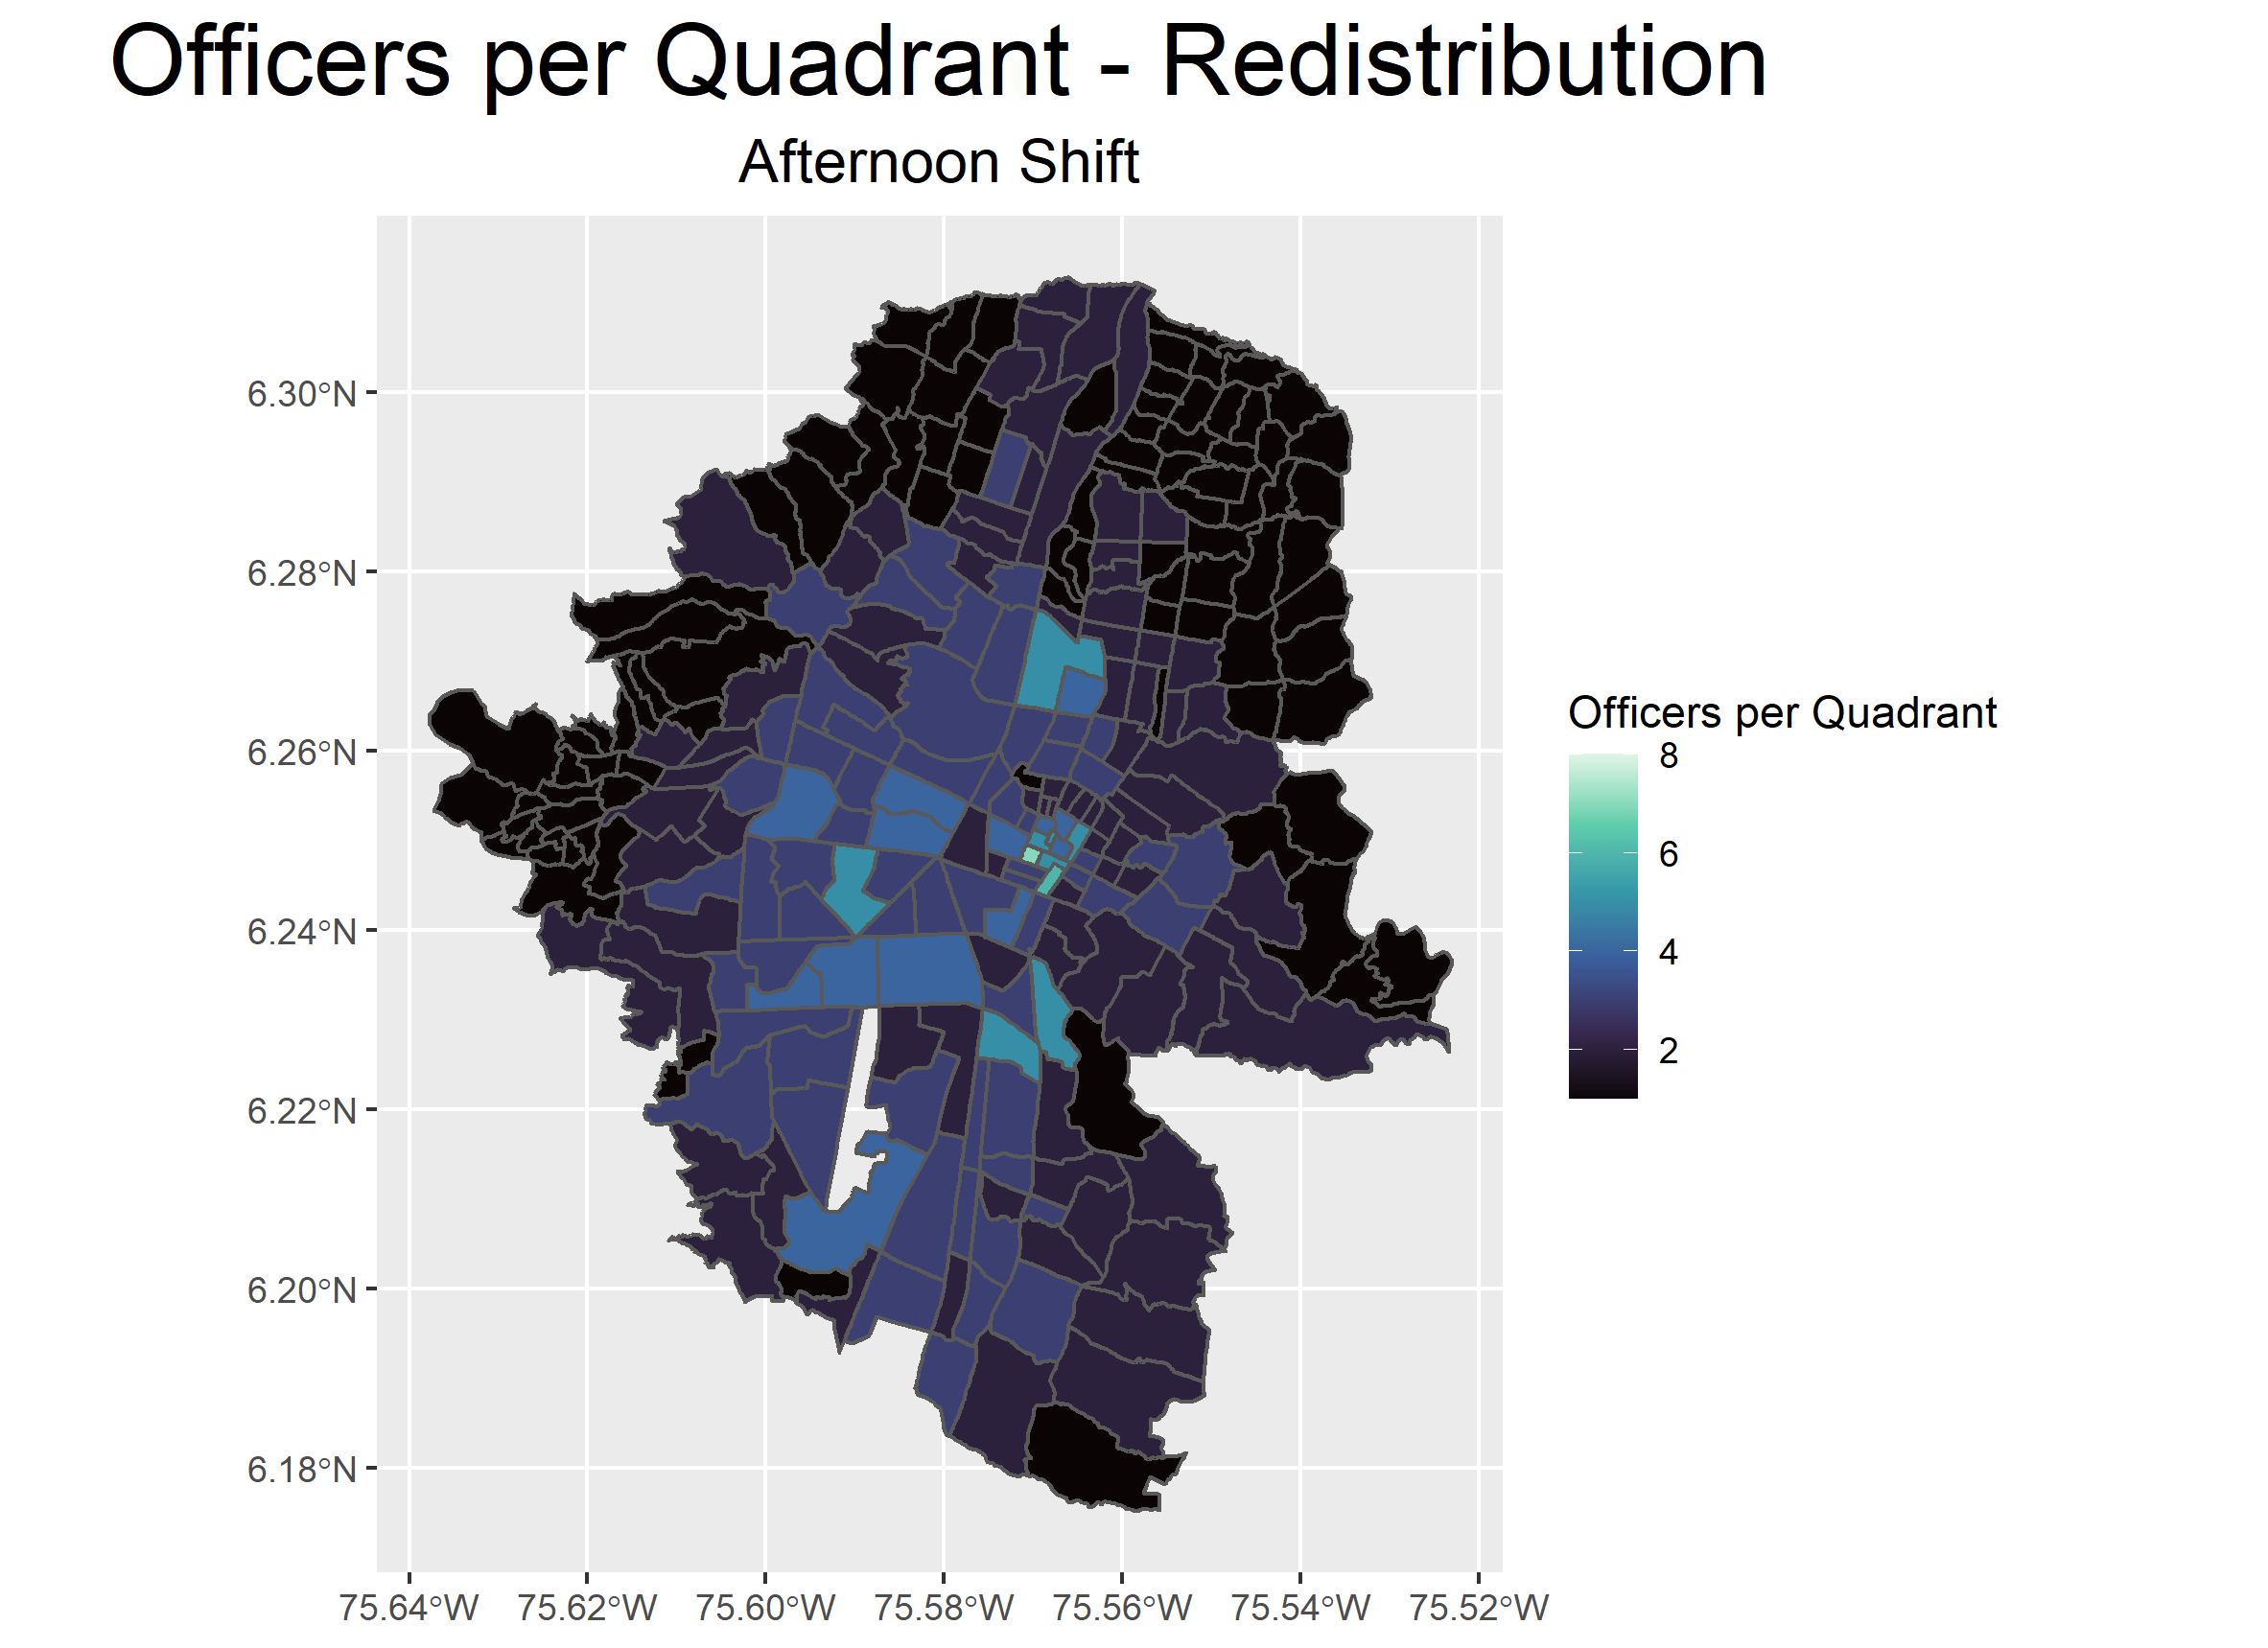 Officers per Quadrant - Redistribution
Afternoon Shift
6.30°N
6.28°N
6.26°N
6.24°N
6.22°N
6.20°N
6.18°N
75.64°W 75.62°W 75.60°W 75.58°W 75.56°W 75.54°W 75.52°W
Officers per Quadrant
8
6
4
2